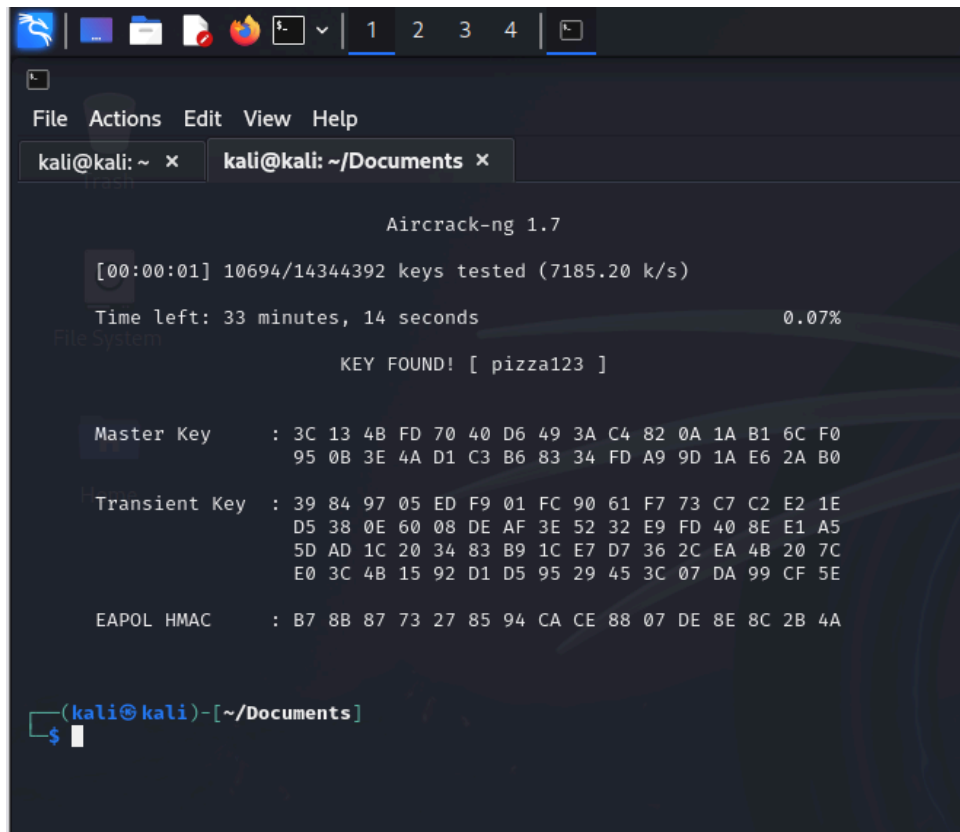 1 2 3 4
File Actions Edit View Help
kali@kali: ~ × kali@kali: ~/Documents ×
Trash
Aircrack-ng 1.7
[00:00:01] 10694/14344392 keys tested (7185.20 k/s)
Time left: 33 minutes, 14 seconds 0.07%
File System
KEY FOUND! [ pizza123 ]
Master Key : 3C 13 4B FD 70 40 D6 49 3A C4 82 0A 1A B1 6C F0
95 0B 3E 4A D1 C3 B6 83 34 FD A9 9D 1A E6 2A B0
Home
Transient Key : 39 84 97 05 ED F9 01 FC 90 61 F7 73 C7 C2 E2 1E
D5 38 0E 60 08 DE AF 3E 52 32 E9 FD 40 8E E1 A5
5D AD 1C 20 34 83 B9 1C E7 D7 36 2C EA 4B 20 7C
E0 3C 4B 15 92 D1 D5 95 29 45 3C 07 DA 99 CF 5E
EAPOL HMAC : B7 8B 87 73 27 85 94 CA CE 88 07 DE 8E 8C 2B 4A
┌──(kali㉿kali)-[~/Documents]
└─$